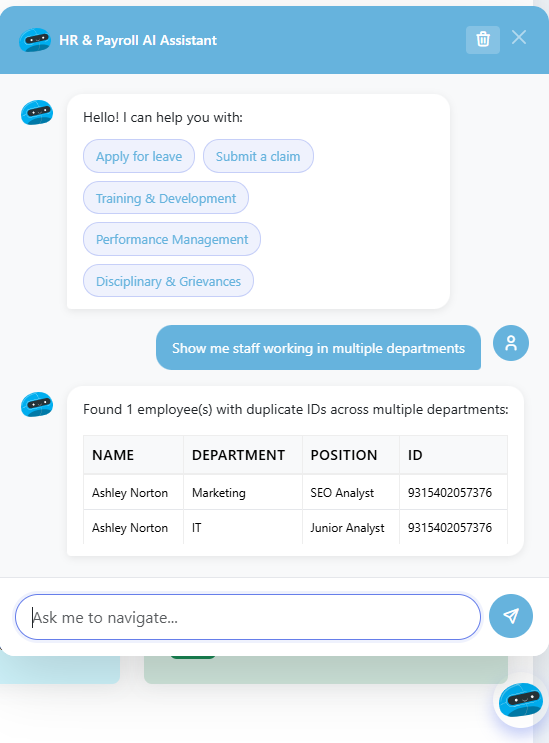 HR & Payroll AI Assistant
Hello! I can help you with:
Apply for leave Submit a claim
Training & Development
Performance Management
Disciplinary & Grievances
Show me staff working in multiple departments
Found 1 employee(s) with duplicate IDs across multiple departments:
NAME DEPARTMENT POSITION ID
Ashley Norton Marketing SEO Analyst 9315402057376
Ashley Norton IT Junior Analyst 9315402057376
Ask me to navigate...